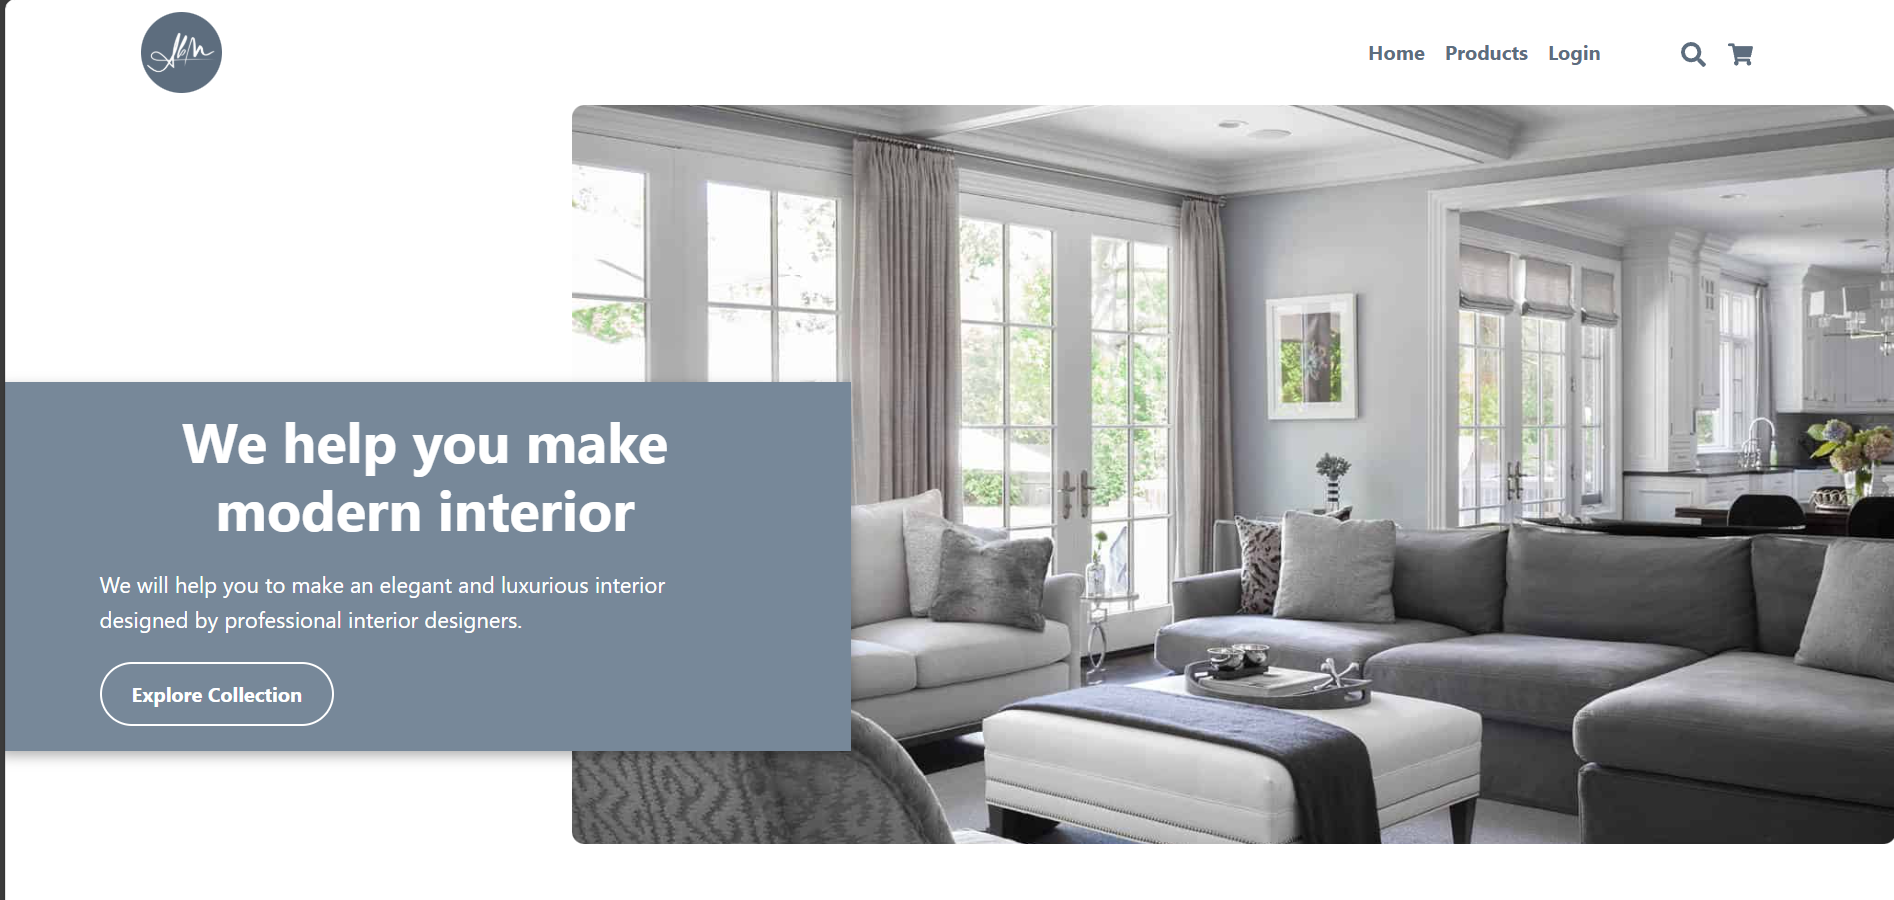 Home Products Login
We help you make
modern interior
We will help you to make an elegant and luxurious interior
designed by professional interior designers.
Explore Collection